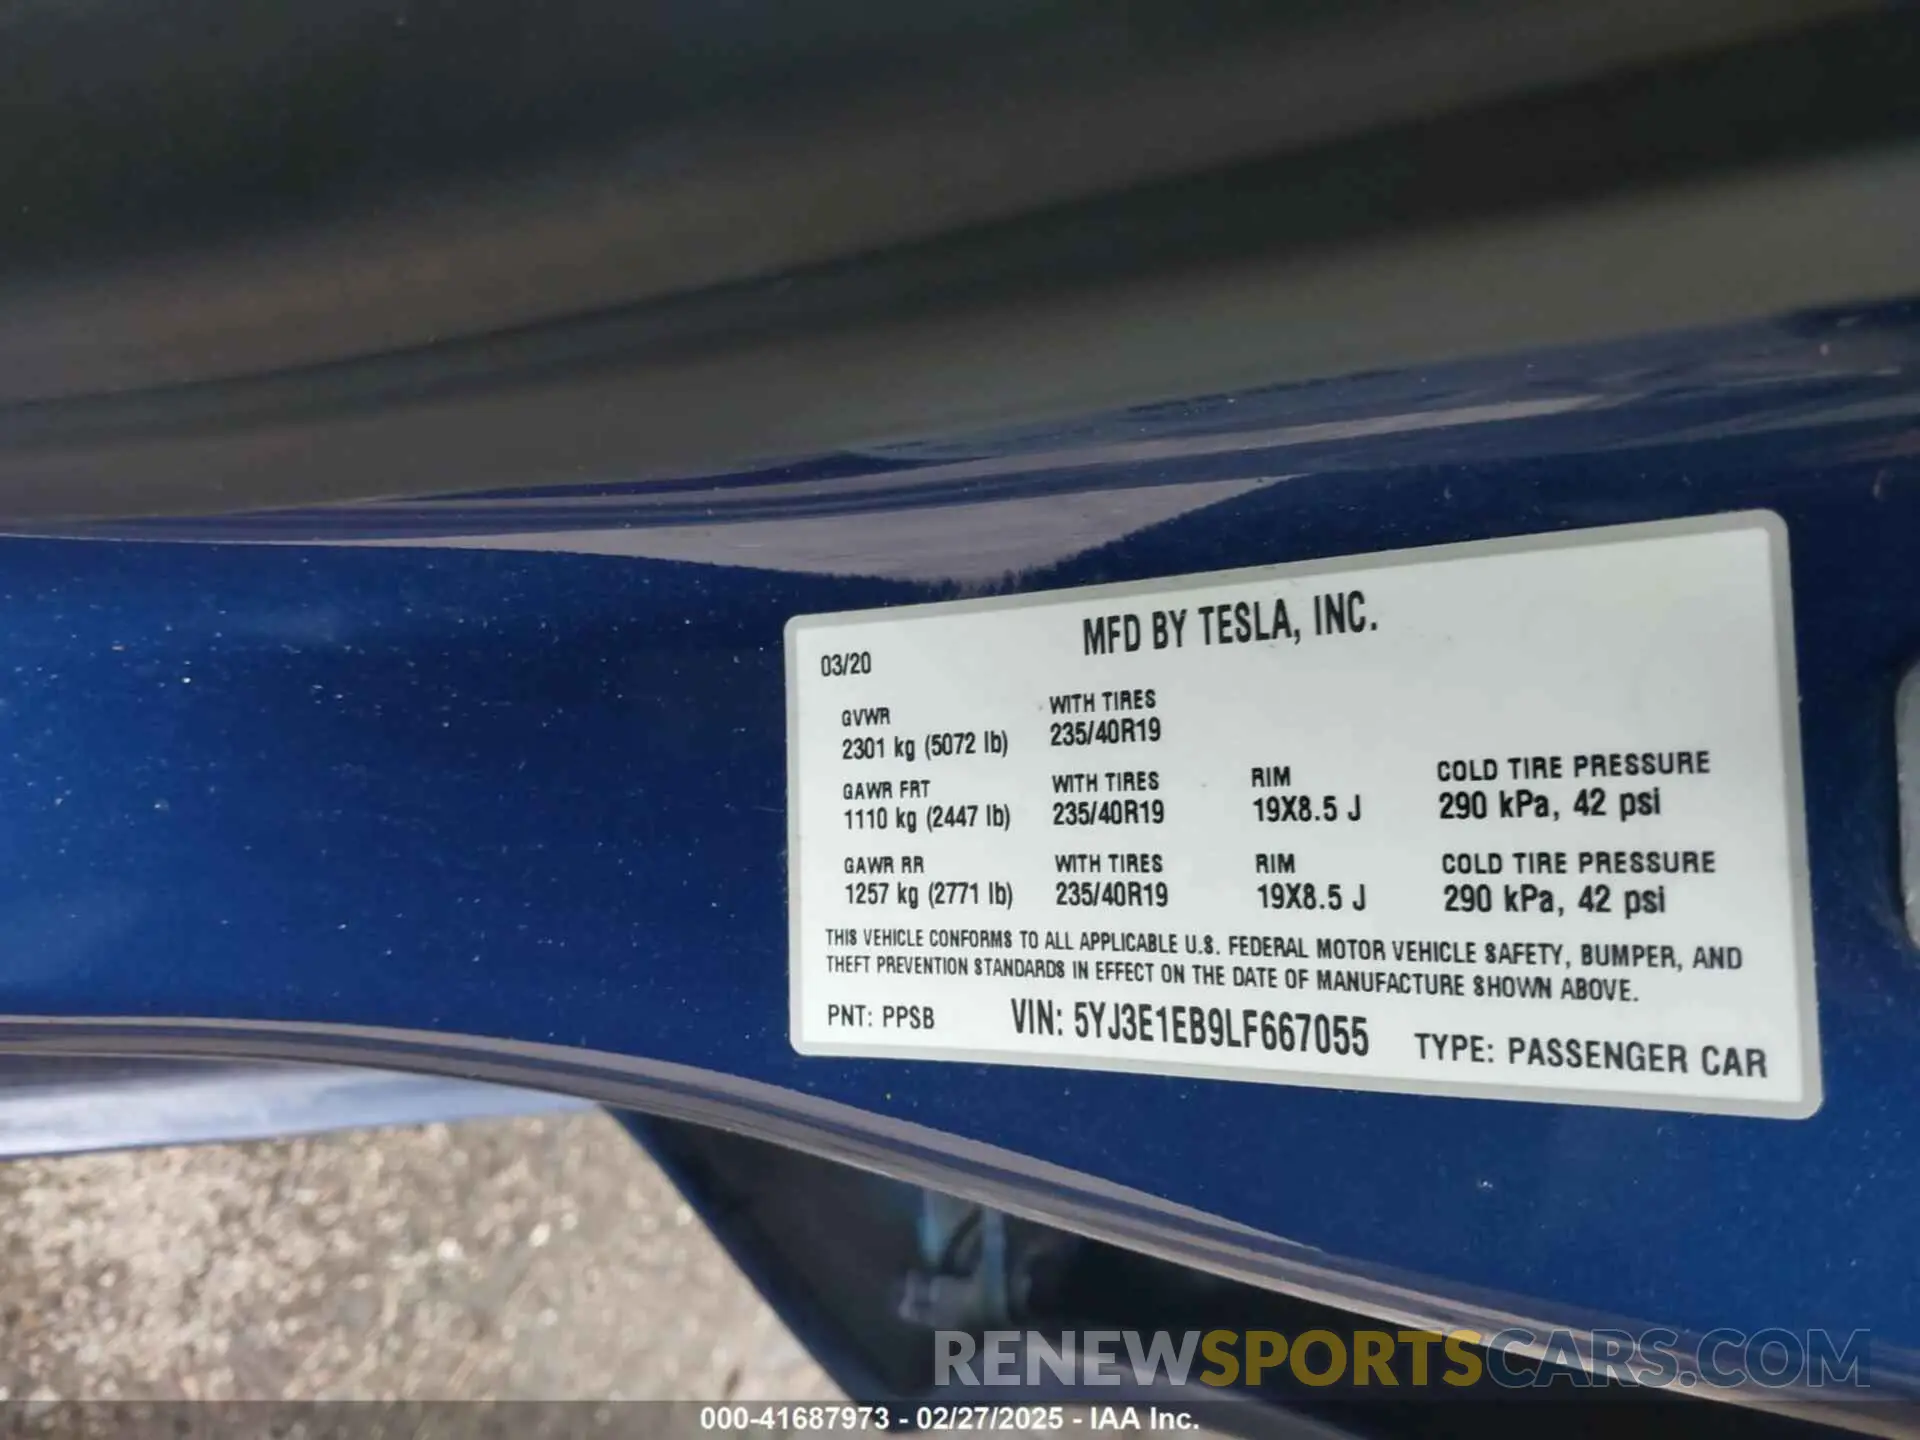 MFD BY TESLA, INC.
03/20
GVWR
2301 kg (5072 lb)
WITH TIRES
235/40R19
GAWR FRT
1110 kg (2447 lb)
WITH TIRES
235/40R19
RIM
19X8.5 J
COLD TIRE PRESSURE
290 kPa, 42 psi
GAWR RR
1257 kg (2771 lb)
WITH TIRES
235/40R19
RIM
19X8.5 J
COLD TIRE PRESSURE
290 kPa, 42 psi
THIS VEHICLE CONFORMS TO ALL APPLICABLE U.S. FEDERAL MOTOR VEHICLE SAFETY, BUMPER, AND
THEFT PREVENTION STANDARDS IN EFFECT ON THE DATE OF MANUFACTURE SHOWN ABOVE.
PNT: PPSB VIN: 5YJ3E1EB9LF667055 TYPE: PASSENGER CAR
RENEWSPORTSCARS.COM
000-41687973 - 02/27/2025 - IAA Inc.